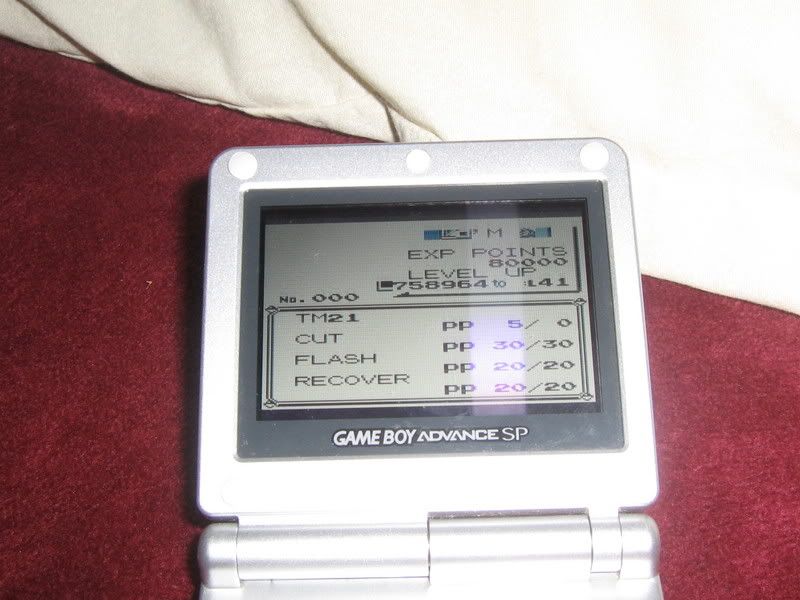 M
EXP POINTS
80000
LEVEL UP
758964 to :L41
No. 000
TM21
PP 5/ 0
CUT
PP 30/30
FLASH
PP 20/20
RECOVER
PP 20/20
GAME BOY ADVANCE SP